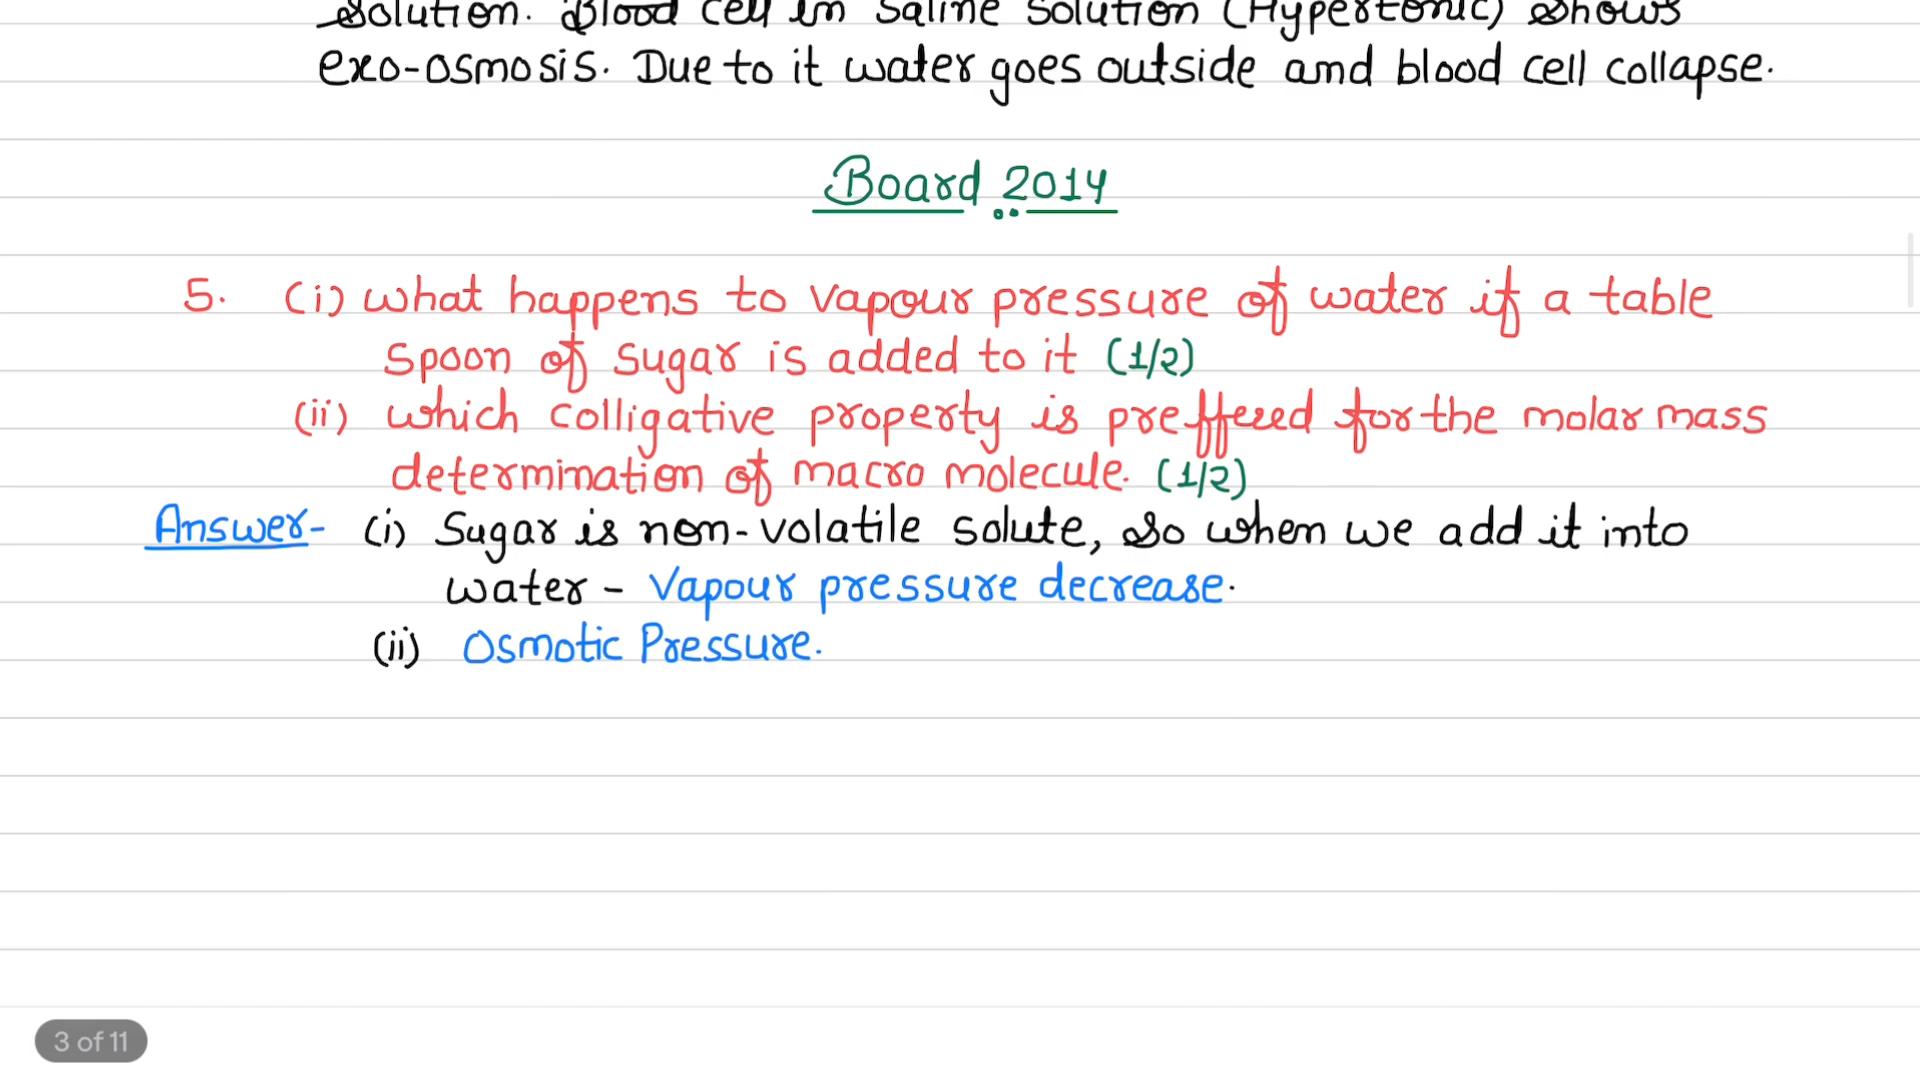 Solution. Blood cell in Saline Solution (Hypertonic) Shows
exo-osmosis. Due to it water goes outside and blood cell collapse.
Board 2014
5. (i) what happens to vapour pressure of water if a table
Spoon of Sugar is added to it (1/2)
(ii) which colligative property is preffered for the molar mass
determination of macro molecule. (1/2)
Answer- (i) Sugar is non-volatile solute, So when we add it into
water - Vapour pressure decrease.
(ii) Osmotic Pressure.
3 of 11